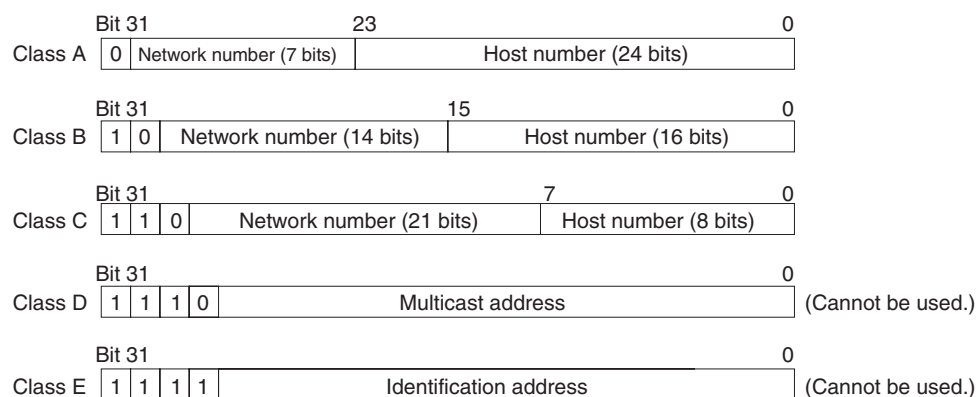 Bit 31 23 0
Class A 0 Network number (7 bits) Host number (24 bits)
Bit 31 15 0
Class B 1 0 Network number (14 bits) Host number (16 bits)
Bit 31 7 0
Class C 1 1 0 Network number (21 bits) Host number (8 bits)
Bit 31 0
Class D 1 1 1 0 Multicast address (Cannot be used.)
Bit 31 0
Class E 1 1 1 1 Identification address (Cannot be used.)